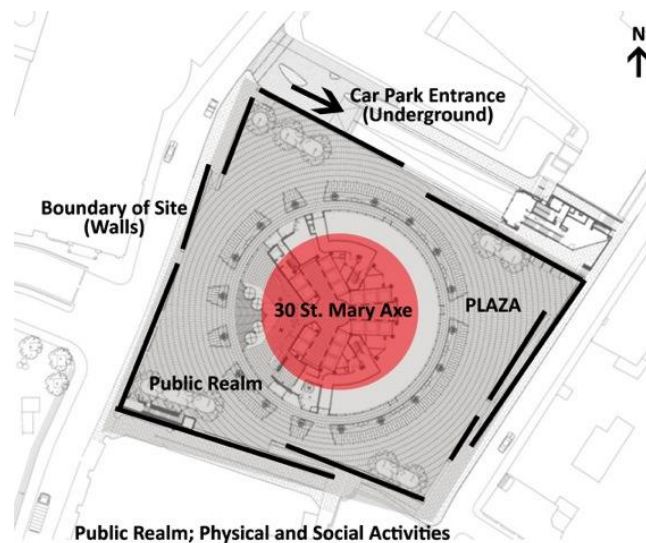 N
Car Park Entrance
(Underground)
Boundary of Site
(Walls)
30 St. Mary Axe
PLAZA
Public Realm
Public Realm; Physical and Social Activities